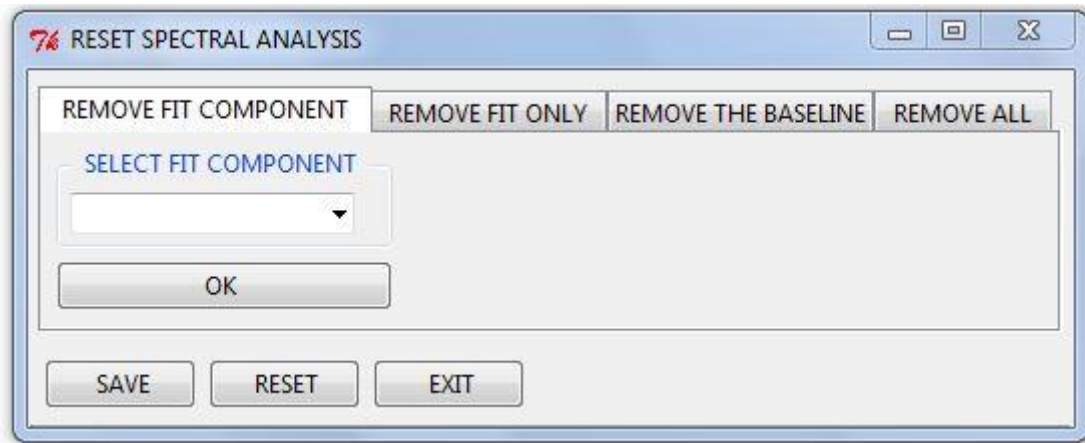 RESET SPECTRAL ANALYSIS
REMOVE FIT COMPONENT REMOVE FIT ONLY REMOVE THE BASELINE REMOVE ALL
SELECT FIT COMPONENT
OK
SAVE RESET EXIT